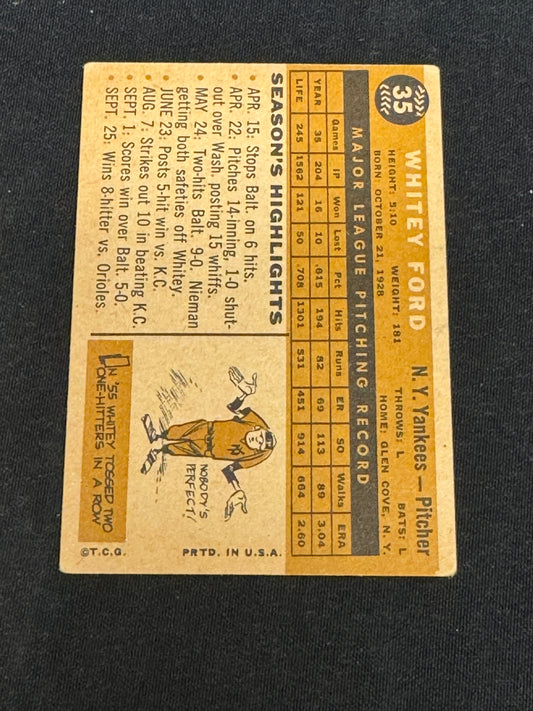 35
WHITEY FORD
N. Y. Yankees — Pitcher
HEIGHT: 5:10 WEIGHT: 181 THROWS: L BATS: L
BORN: OCTOBER 21, 1928 HOME: GLEN COVE, N. Y.
MAJOR LEAGUE PITCHING RECORD
Games IP Won Lost Pct Hits Runs ER SO Walks ERA
YEAR 35 204 16 10 .615 194 82 69 113 89 3.04
LIFE 245 1562 121 50 .708 1301 531 451 914 664 2.60
SEASON'S HIGHLIGHTS
• APR. 15: Stops Balt. on 6 hits.
• APR. 22: Pitches 14-Inning, 1-0 shut-
out over Wash. posting 15 whiffs.
• MAY 24: Two-hits Balt. 9-0. Nieman
getting both safeties off Whitey.
• JUNE 23: Posts 5-hit win vs. K.C.
• AUG. 7: Strikes out 10 in beating K.C.
• SEPT. 1: Scores win over Balt. 5-0.
• SEPT. 25: Wins 8-hitter vs. Orioles.
NOBODY'S
PERFECT!
IN '55 WHITEY TOSSED TWO
ONE-HITTERS IN A ROW
©T.C.G. PRTD. IN U.S.A.